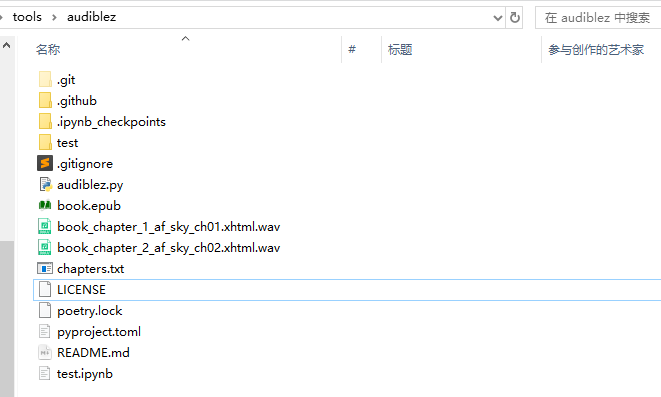 tools > audiblez
在 audiblez 中搜索
名称 # 标题 参与创作的艺术家
.git
.github
.ipynb_checkpoints
test
.gitignore
audiblez.py
book.epub
book_chapter_1_af_sky_ch01.xhtml.wav
book_chapter_2_af_sky_ch02.xhtml.wav
chapters.txt
LICENSE
poetry.lock
pyproject.toml
README.md
test.ipynb